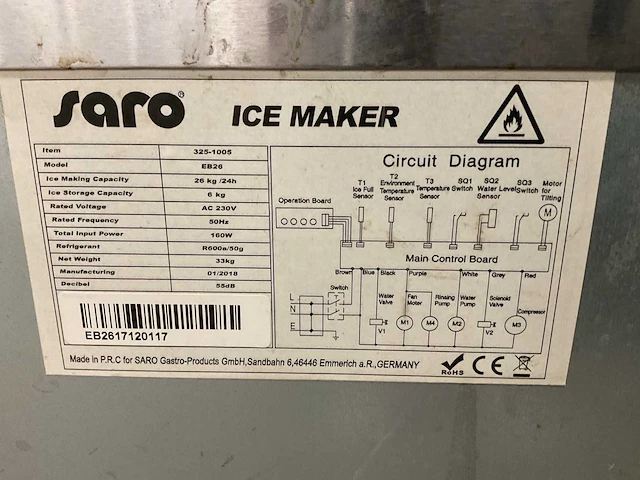 saro® ICE MAKER
Item 325-1005
Model EB26
Ice Making Capacity 26 kg /24h
Ice Storage Capacity 6 kg
Rated Voltage AC 230V
Rated Frequency 50Hz
Total Input Power 160W
Refrigerant R600a/50g
Net Weight 33kg
Manufacturing 01/2018
Decibel 55dB
EB2617120117
Circuit Diagram
T1 T2 T3 SQ1 SQ2 SQ3 Motor
Ice Full Environment Temperature Switch Water Level Switch for
Sensor Temperature Sensor Sensor Tilting
Sensor
M
Operation Board
Main Control Board
Brown Blue Black Purple White Grey Red
Switch
Water Fan Rinsing Water Solenoid Compressor
Valve Motor Pump Pump Valve
L
N
E
V1 M1 M4 M2 V2 M3
Made in P.R.C for SARO Gastro-Products GmbH,Sandbahn 6,46446 Emmerich a.R.,GERMANY
RoHS CE